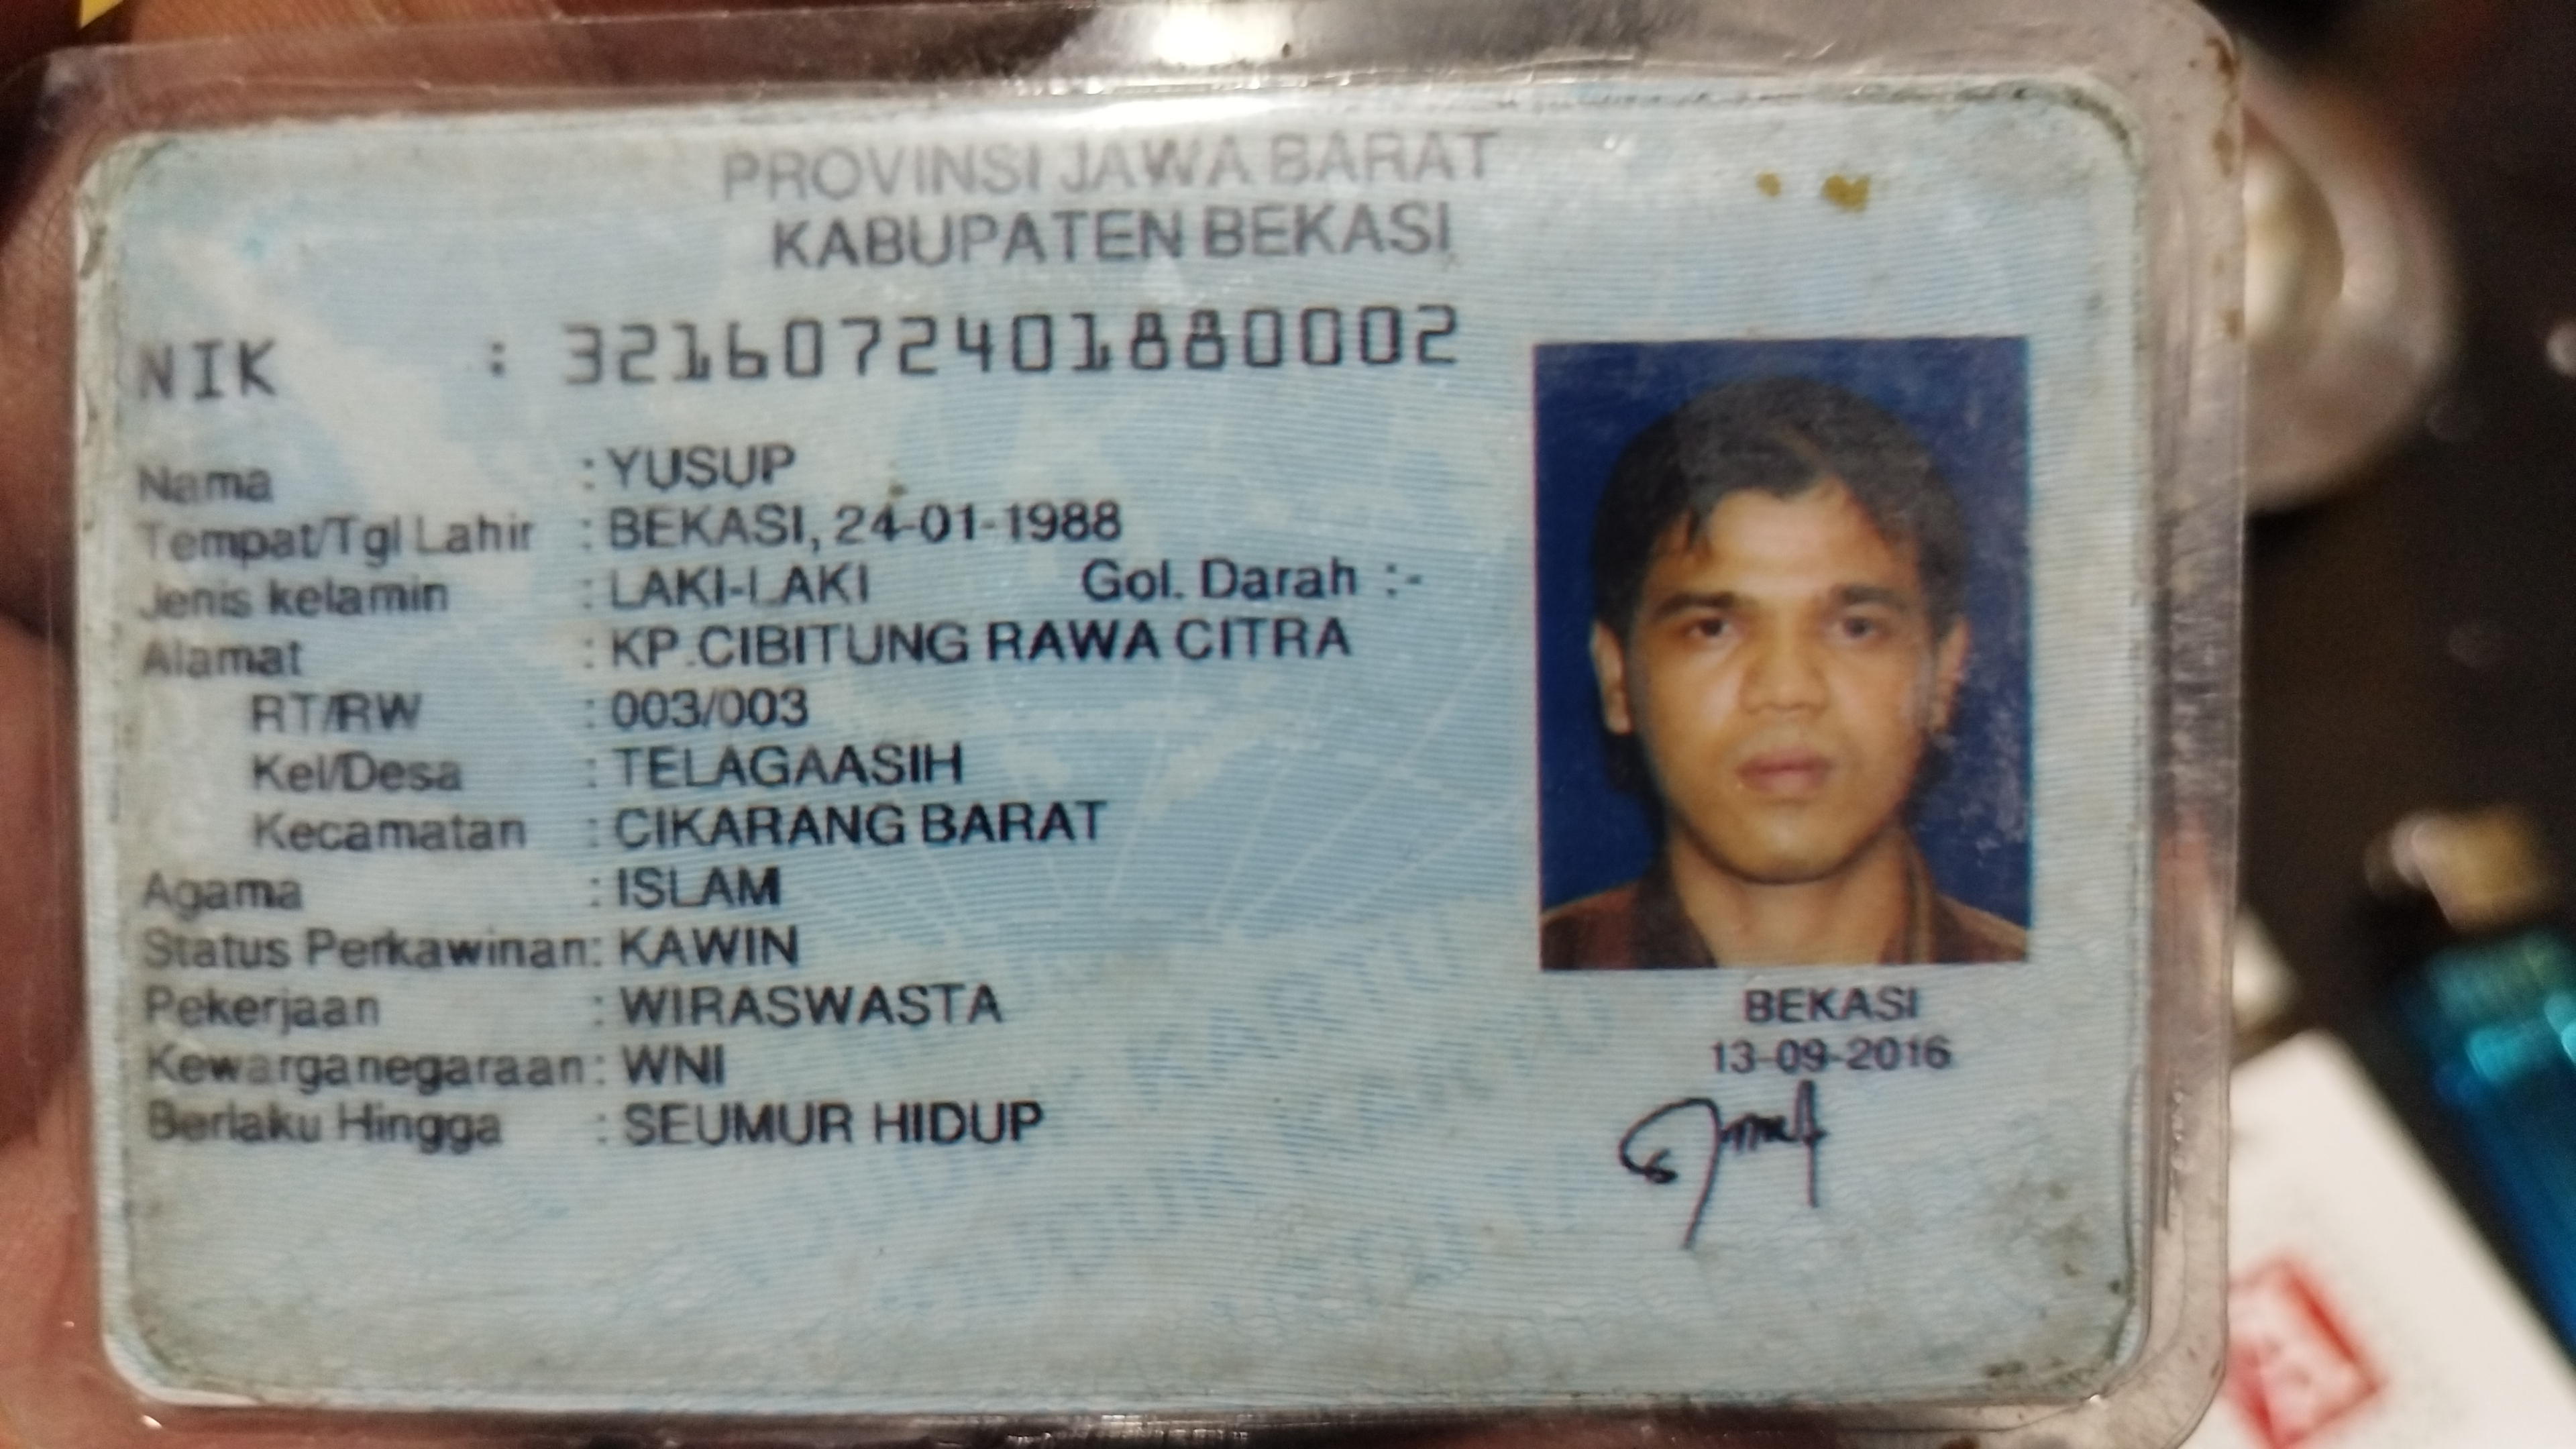 PROVINSI JAWA BARAT
KABUPATEN BEKASI
NIK : 3216072401880002
Nama : YUSUP
Tempat/Tgl Lahir : BEKASI, 24-01-1988
Jenis kelamin : LAKI-LAKI Gol. Darah :-
Alamat : KP.CIBITUNG RAWA CITRA
RT/RW : 003/003
Kel/Desa : TELAGAASIH
Kecamatan : CIKARANG BARAT
Agama : ISLAM
Status Perkawinan: KAWIN
Pekerjaan : WIRASWASTA
Kewarganegaraan: WNI
Berlaku Hingga : SEUMUR HIDUP
BEKASI
13-09-2016